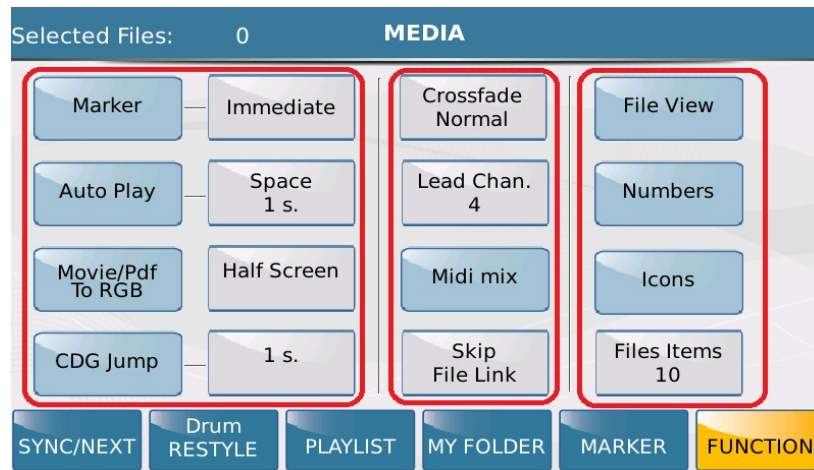 Selected Files: 0 MEDIA
Marker Immediate Crossfade
Normal File View
Auto Play Space
1 s. Lead Chan.
4 Numbers
Movie/Pdf
To RGB Half Screen Midi mix Icons
CDG Jump 1 s. Skip
File Link Files Items
10
SYNC/NEXT Drum
RESTYLE PLAYLIST MY FOLDER MARKER FUNCTION